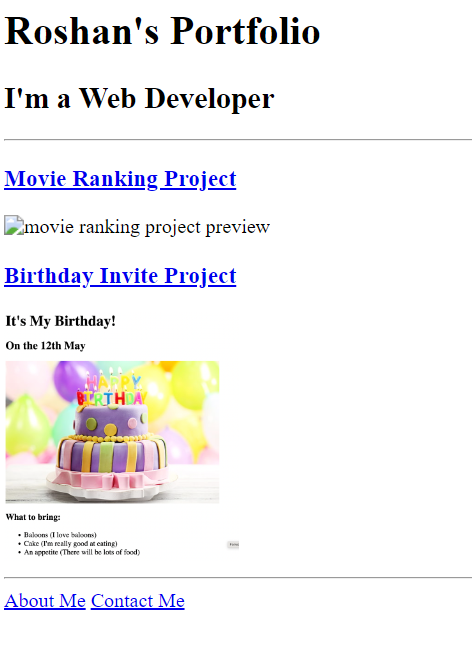 Roshan's Portfolio
I'm a Web Developer
Movie Ranking Project
movie ranking project preview
Birthday Invite Project
It's My Birthday!
On the 12th May
HAPPY
BIRTHDAY
What to bring:
Baloons (I love baloons)
Cake (I'm really good at eating)
An appetite (There will be lots of food)
About Me Contact Me